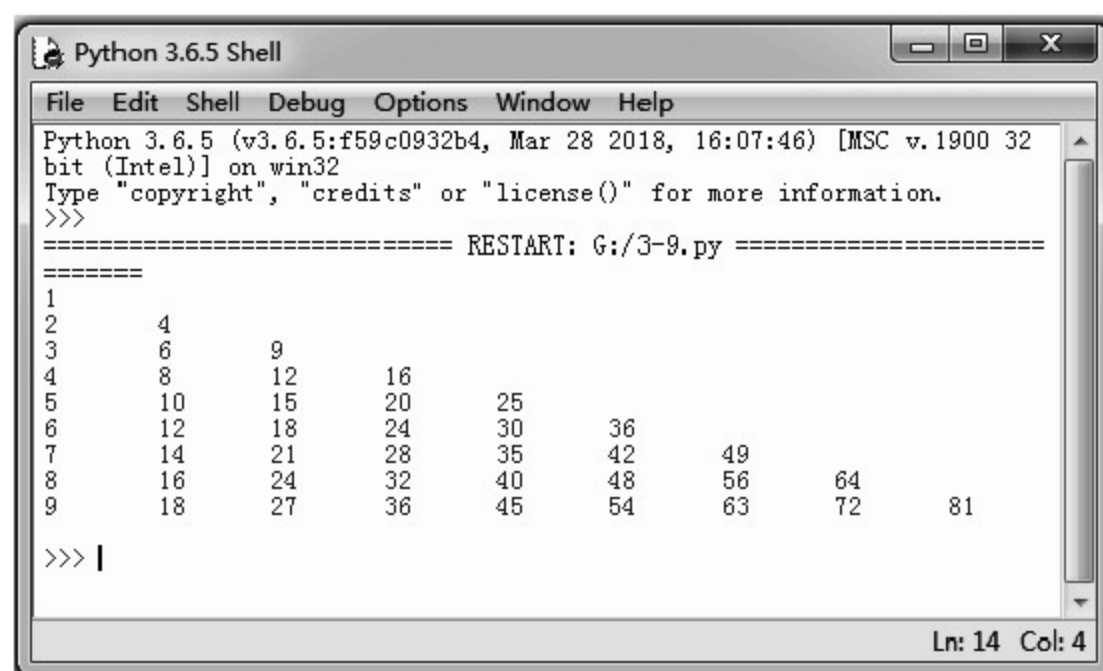 Python 3.6.5 Shell
File Edit Shell Debug Options Window Help
Python 3.6.5 (v3.6.5:f59c0932b4, Mar 28 2018, 16:07:46) [MSC v.1900 32
bit (Intel)] on win32
Type "copyright", "credits" or "license()" for more information.
>>>
============================= RESTART: G:/3-9.py ======================
=======
1
2 4
3 6 9
4 8 12 16
5 10 15 20 25
6 12 18 24 30 36
7 14 21 28 35 42 49
8 16 24 32 40 48 56 64
9 18 27 36 45 54 63 72 81
>>>
Ln: 14 Col: 4